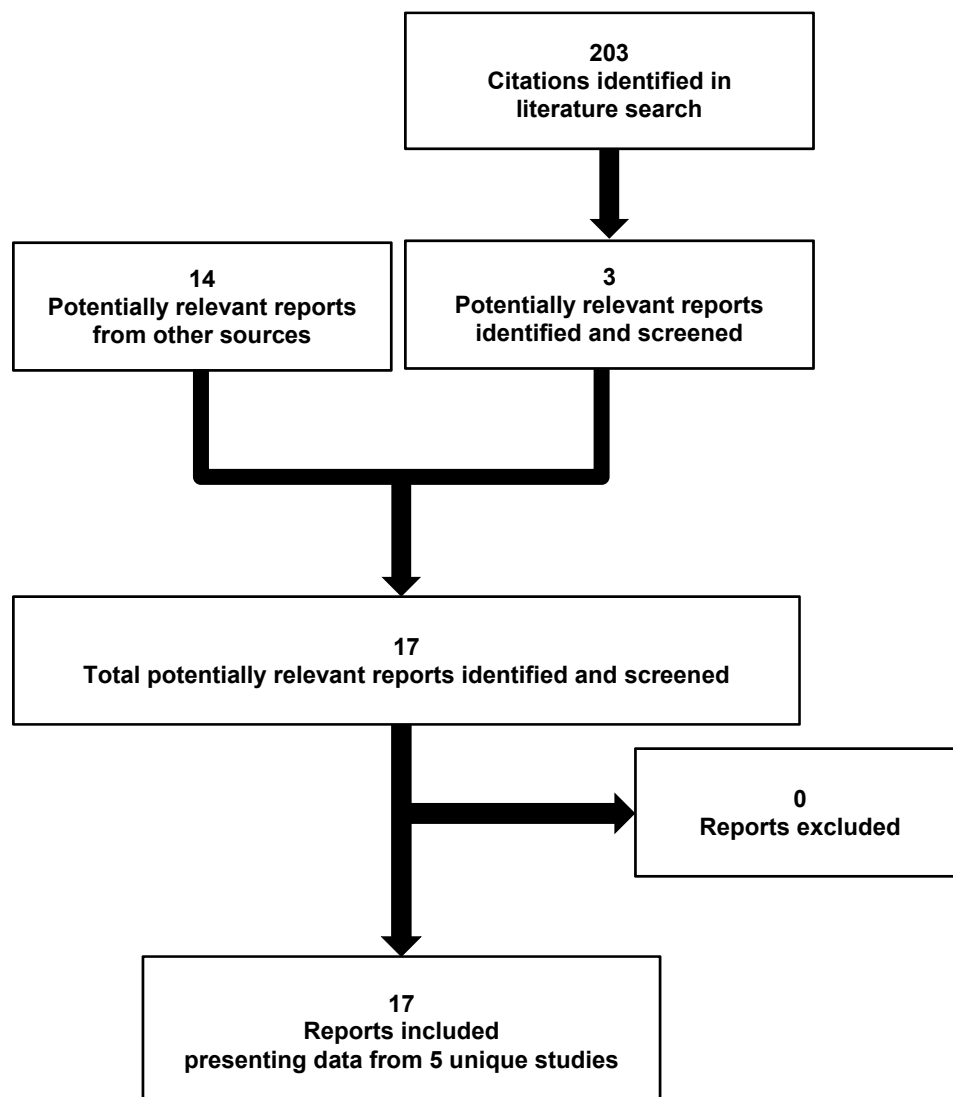 203
Citations identified in
literature search
14
Potentially relevant reports
from other sources
3
Potentially relevant reports
identified and screened
17
Total potentially relevant reports identified and screened
0
Reports excluded
17
Reports included
presenting data from 5 unique studies